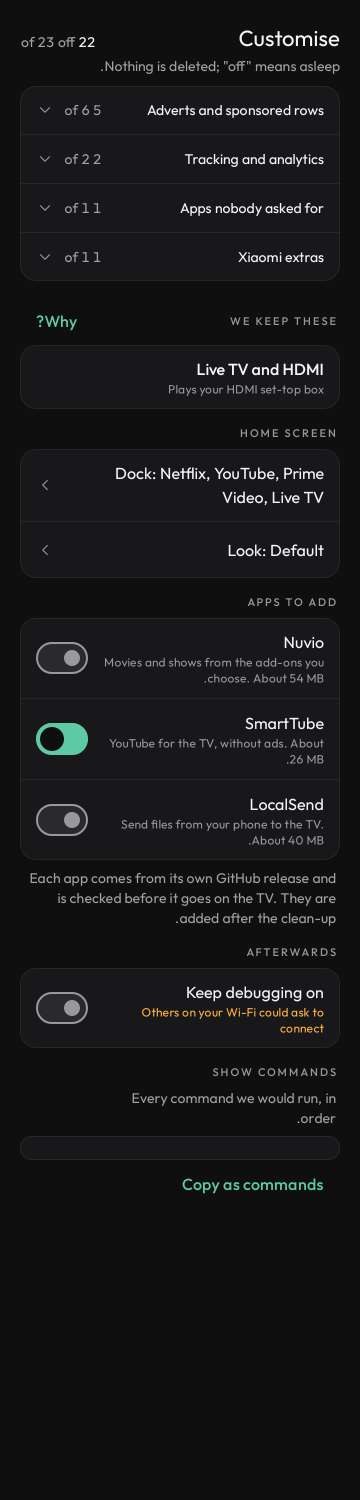 Customise
22 of 23 off
Nothing is deleted; "off" means asleep.
Adverts and sponsored rows
5 of 6
Tracking and analytics
2 of 2
Apps nobody asked for
1 of 1
Xiaomi extras
1 of 1
WE KEEP THESE
Why?
Live TV and HDMI
Plays your HDMI set-top box
HOME SCREEN
Dock: Netflix, YouTube, Prime
Video, Live TV
Look: Default
APPS TO ADD
Nuvio
Movies and shows from the add-ons you
choose. About 54 MB.
SmartTube
YouTube for the TV, without ads. About
26 MB.
LocalSend
Send files from your phone to the TV.
About 40 MB.
Each app comes from its own GitHub release and
is checked before it goes on the TV. They are
added after the clean-up.
AFTERWARDS
Keep debugging on
Others on your Wi-Fi could ask to
connect
SHOW COMMANDS
Every command we would run, in
order.
Copy as commands